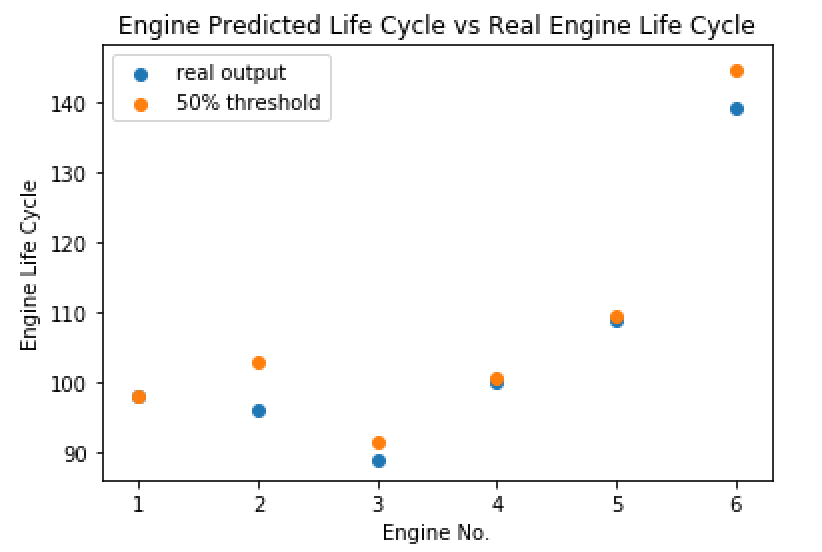 Engine Predicted Life Cycle vs Real Engine Life Cycle
real output
50% threshold
140
130
120
110
100
90
Engine Life Cycle
1 2 3 4 5 6
Engine No.